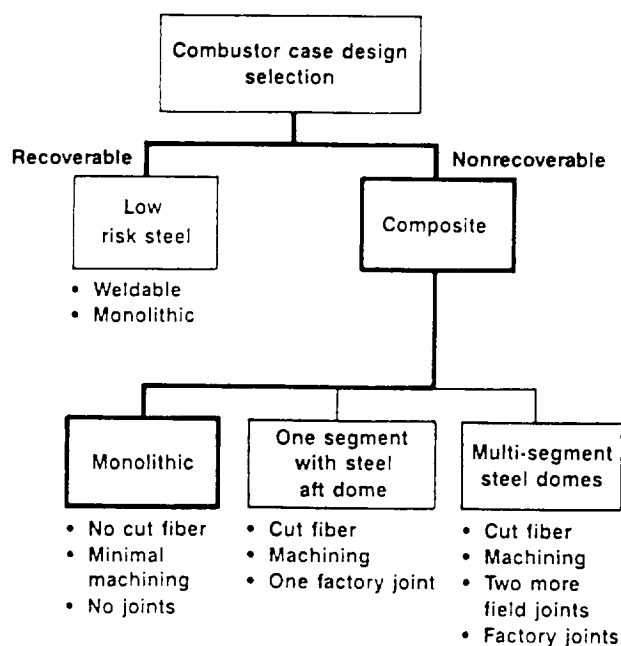 Combustor case design
selection
Recoverable
Nonrecoverable
Low
risk steel
• Weldable
• Monolithic
Composite
Monolithic
• No cut fiber
• Minimal
machining
• No joints
One segment
with steel
aft dome
• Cut fiber
• Machining
• One factory joint
Multi-segment
steel domes
• Cut fiber
• Machining
• Two more
field joints
• Factory joints